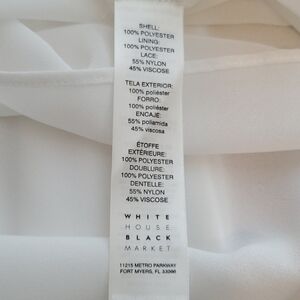 SHELL:
100% POLYESTER
LINING:
100% POLYESTER
LACE:
55% NYLON
45% VISCOSE
TELA EXTERIOR:
100% poliéster
FORRO:
100% poliéster
ENCAJE:
55% poliamida
45% viscosa
ÉTOFFE
EXTÉRIEURE:
100% POLYESTER
DOUBLURE:
100% POLYESTER
DENTELLE:
55% NYLON
45% VISCOSE
WHITE
HOUSE
BLACK
MARKET
11215 METRO PARKWAY
FORT MYERS, FL 33966